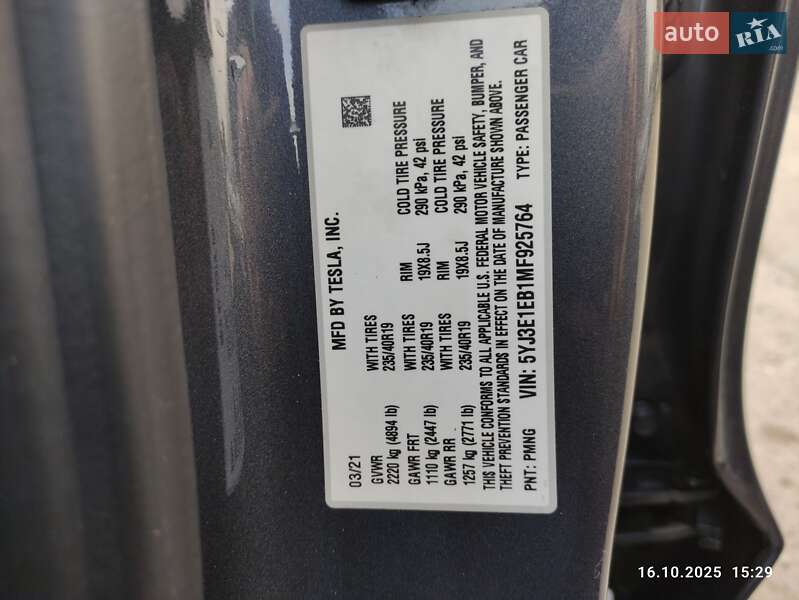 auto RIA
MFD BY TESLA, INC.
03/21
GVWR WITH TIRES RIM COLD TIRE PRESSURE
2220 kg (4894 lb) 235/40R19 19X8.5J 290 kPa, 42 psi
GAWR FRT WITH TIRES RIM COLD TIRE PRESSURE
1110 kg (2447 lb) 235/40R19 19X8.5J 290 kPa, 42 psi
GAWR RR WITH TIRES
1257 kg (2771 lb) 235/40R19
THIS VEHICLE CONFORMS TO ALL APPLICABLE U.S. FEDERAL MOTOR VEHICLE SAFETY, BUMPER, AND
THEFT PREVENTION STANDARDS IN EFFECT ON THE DATE OF MANUFACTURE SHOWN ABOVE.
PNT: PMNG VIN: 5YJ3E1EB1MF925764 TYPE: PASSENGER CAR
16.10.2025 15:29